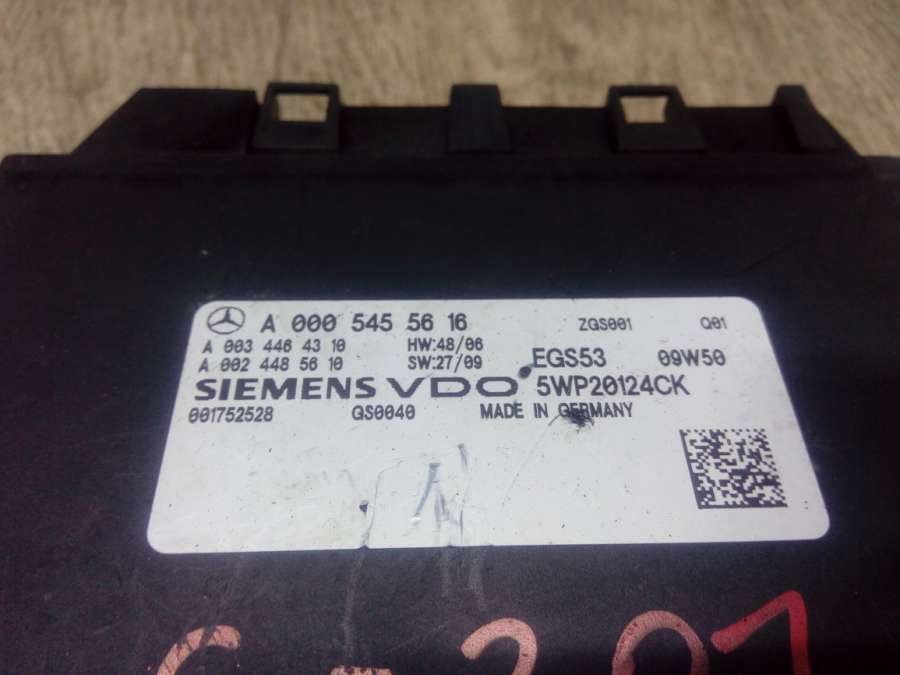 A 000 545 56 16 ZGS001 Q01
A 003 446 43 10 HW:48/06
A 002 448 56 10 SW:27/09 EGS53 09W50
SIEMENS VDO 5WP20124CK
001752528 GS0040 MADE IN GERMANY
C-207